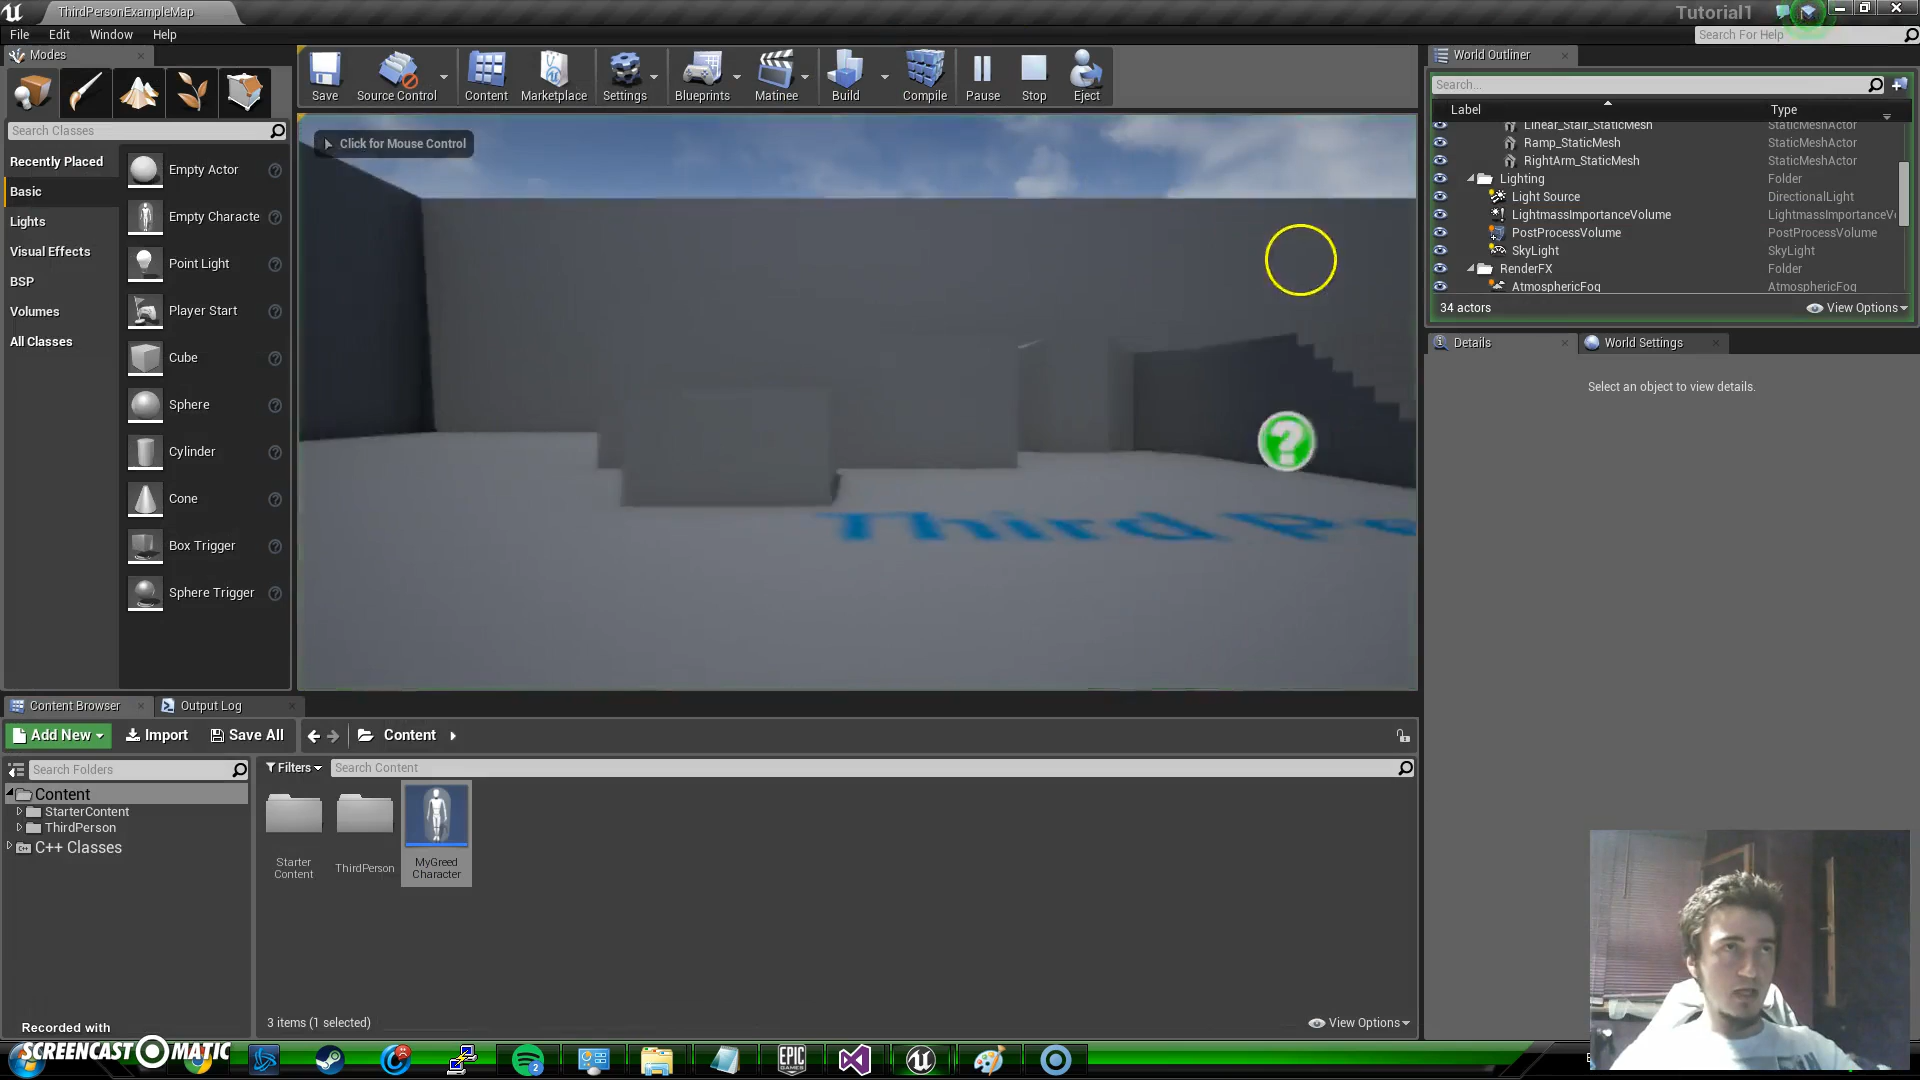 ThirdPersonExampleMap
Tutorial1
File Edit Window Help
Search For Help
Modes
Save
Source Control
Content
Marketplace
Settings
Blueprints
Matinee
Build
Compile
Pause
Stop
Eject
World Outliner
Search...
Label Type
Linear_Stair_StaticMesh StaticMeshActor
Ramp_StaticMesh StaticMeshActor
RightArm_StaticMesh StaticMeshActor
Lighting Folder
Light Source DirectionalLight
LightmassImportanceVolume LightmassImportanceV
PostProcessVolume PostProcessVolume
SkyLight SkyLight
RenderFX Folder
AtmosphericFog AtmosphericFog
34 actors
View Options
Details
World Settings
Select an object to view details.
Search Classes
Recently Placed
Basic
Lights
Visual Effects
BSP
Volumes
All Classes
Empty Actor
Empty Characte
Point Light
Player Start
Cube
Sphere
Cylinder
Cone
Box Trigger
Sphere Trigger
Click for Mouse Control
?
Third P
Content Browser
Output Log
Add New
Import
Save All
Content
Search Folders
Content
StarterContent
ThirdPerson
C++ Classes
Filters
Search Content
Starter
Content
ThirdPerson
MyGreed
Character
3 items (1 selected)
View Options
Recorded with
SCREENCAST MATIC
2
EPIC
GAMES